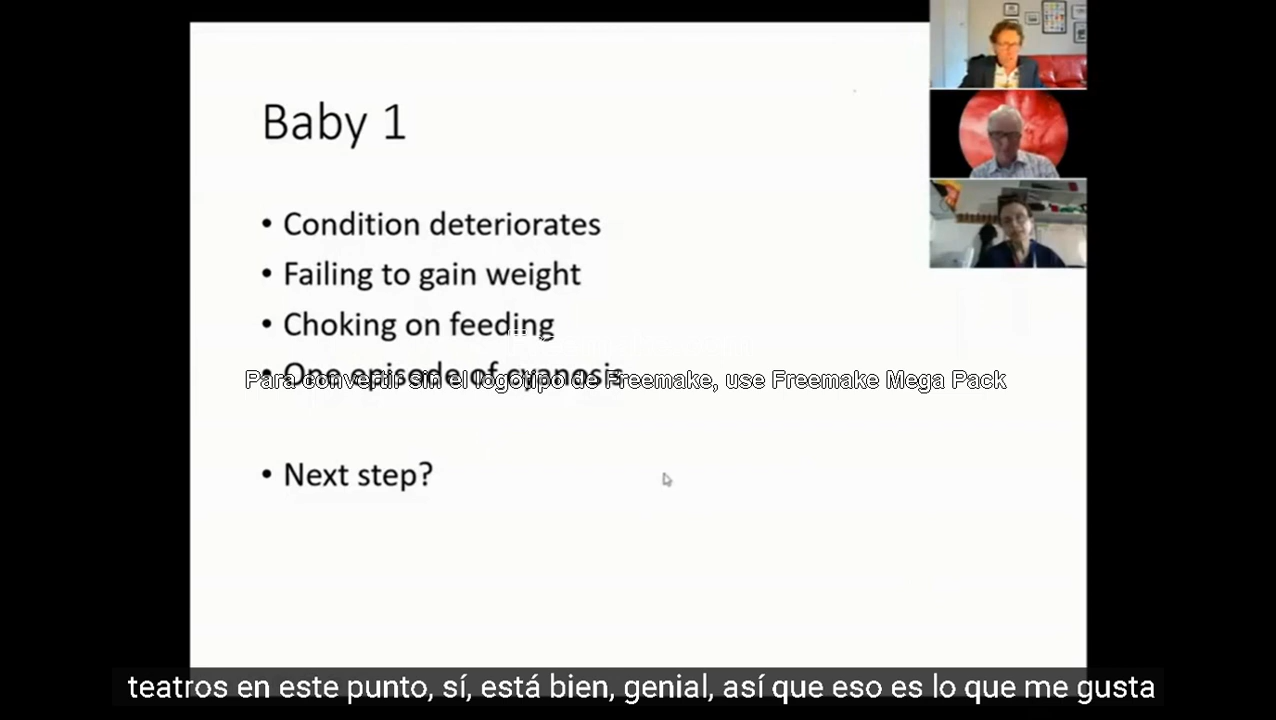 Baby 1
• Condition deteriorates
• Failing to gain weight
• Choking on feeding
• One episode of cyanosis
Para convertir sin el logotipo de Freemake, use Freemake Mega Pack
• Next step?
teatros en este punto, sí, está bien, genial, así que eso es lo que me gusta